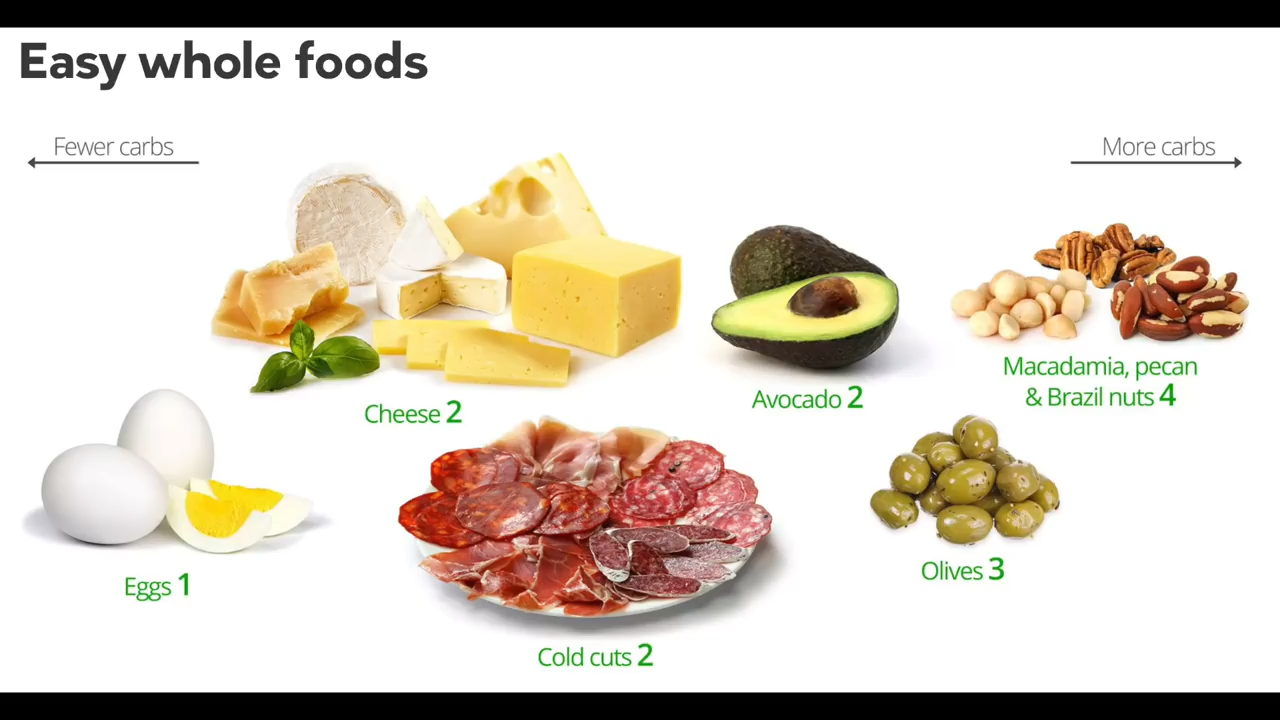 Easy whole foods
Fewer carbs
More carbs
Cheese 2
Avocado 2
Macadamia, pecan
& Brazil nuts 4
Eggs 1
Cold cuts 2
Olives 3